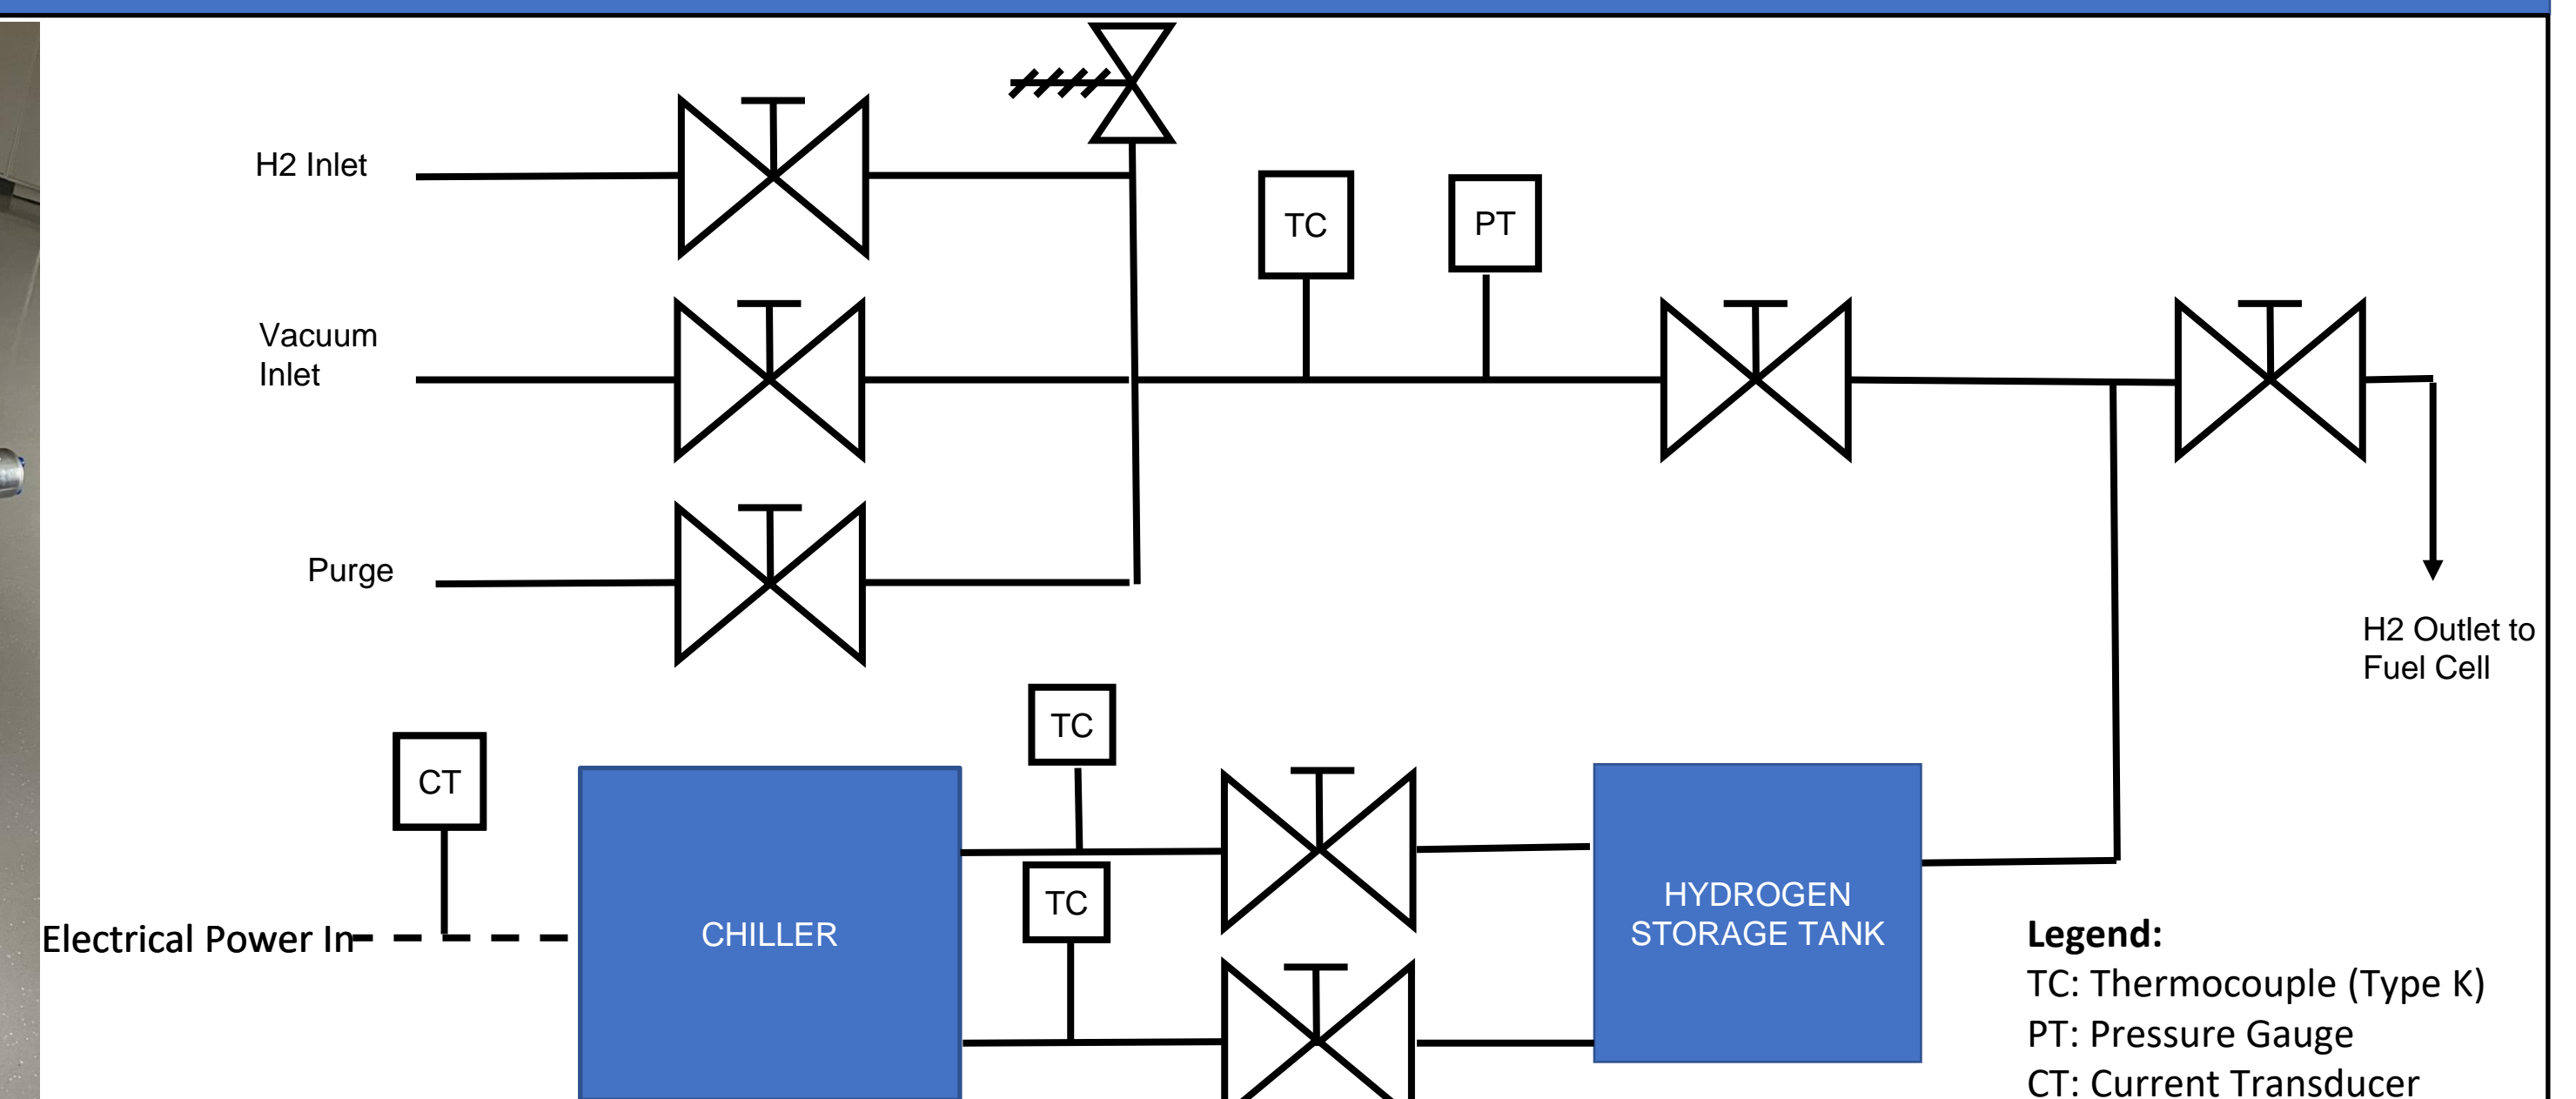 H2 Inlet
TC
PT
Vacuum
Inlet
Purge
H2 Outlet to
Fuel Cell
TC
CT
TC
Electrical Power In
CHILLER
HYDROGEN
STORAGE TANK
Legend:
TC: Thermocouple (Type K)
PT: Pressure Gauge
CT: Current Transducer